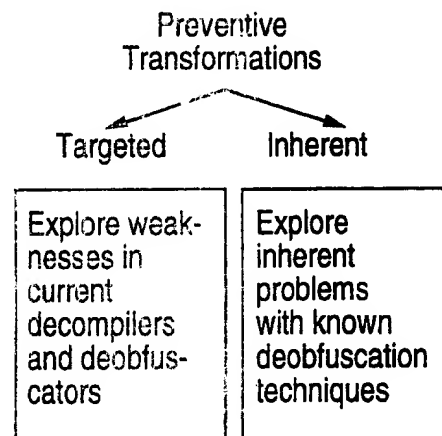 Preventive
Transformations
Targeted
Inherent
Explore weak-
nesses in
current
decompilers
and deobfus-
cators
Explore
inherent
problems
with known
deobfuscation
techniques